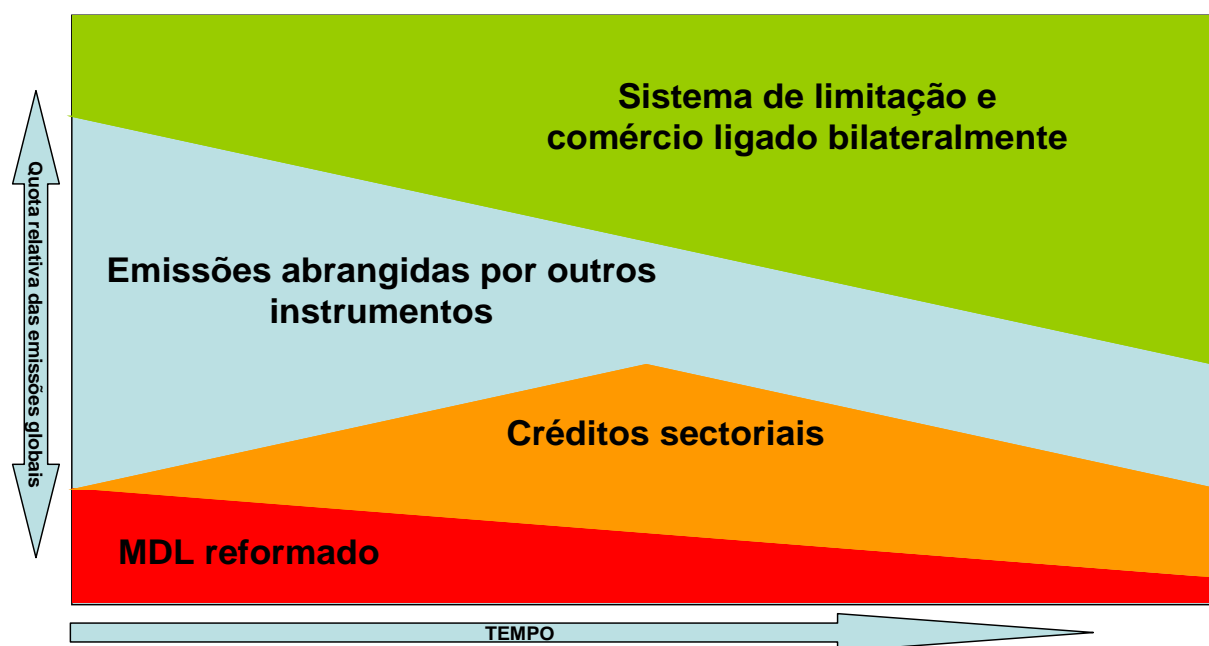 Sistema de limitação e
comércio ligado bilateralmente
Quota relativa das emissões globais
Emissões abrangidas por outros
instrumentos
Créditos sectoriais
MDL reformado
TEMPO